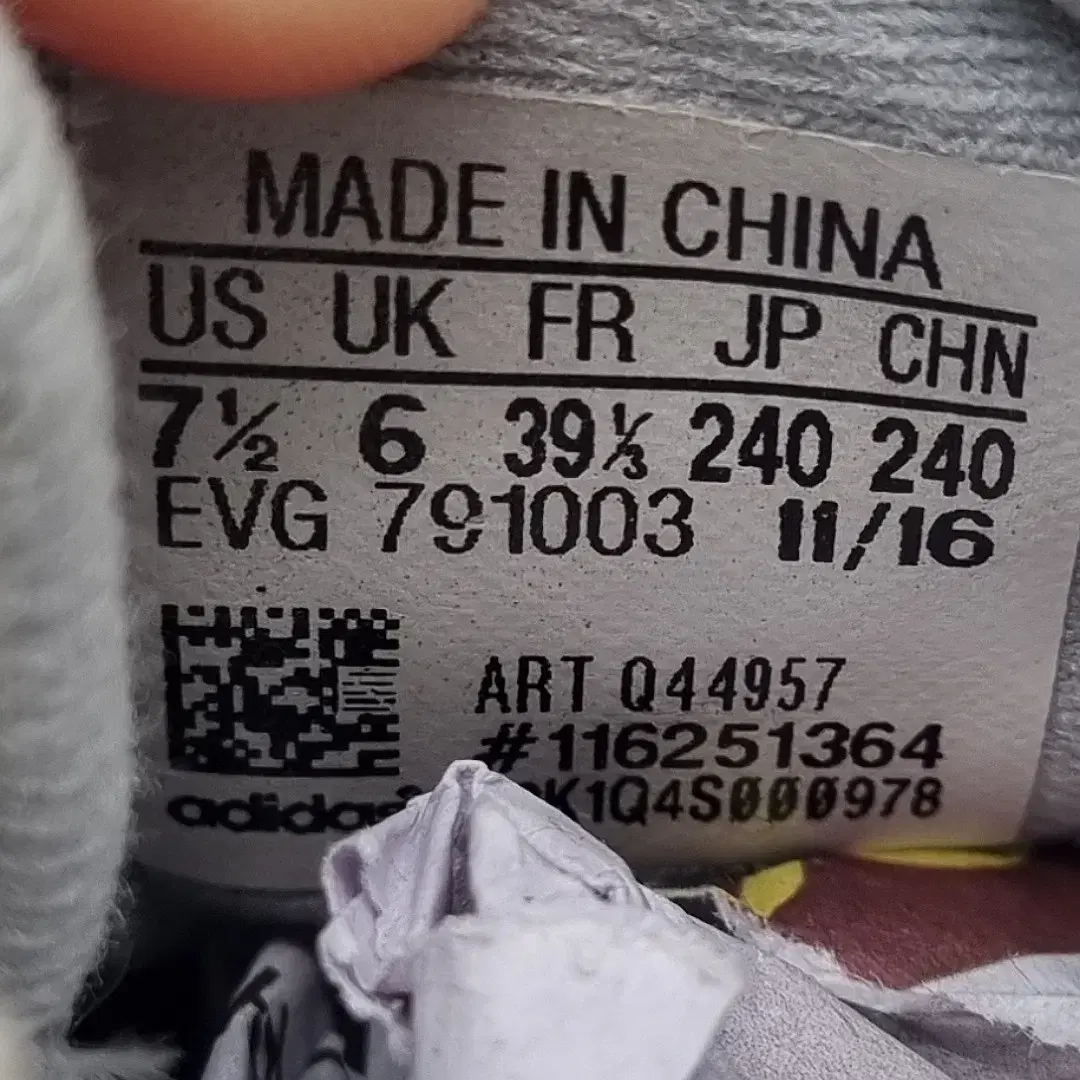 MADE IN CHINA
US UK FR JP CHN
7½ 6 39⅓ 240 240
EVG 791003 11/16
ART Q44957
#116251364
adidas K1Q4S000978